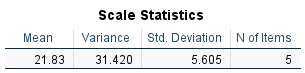 Scale Statistics
Mean Variance Std. Deviation N of Items
21.83 31.420 5.605 5